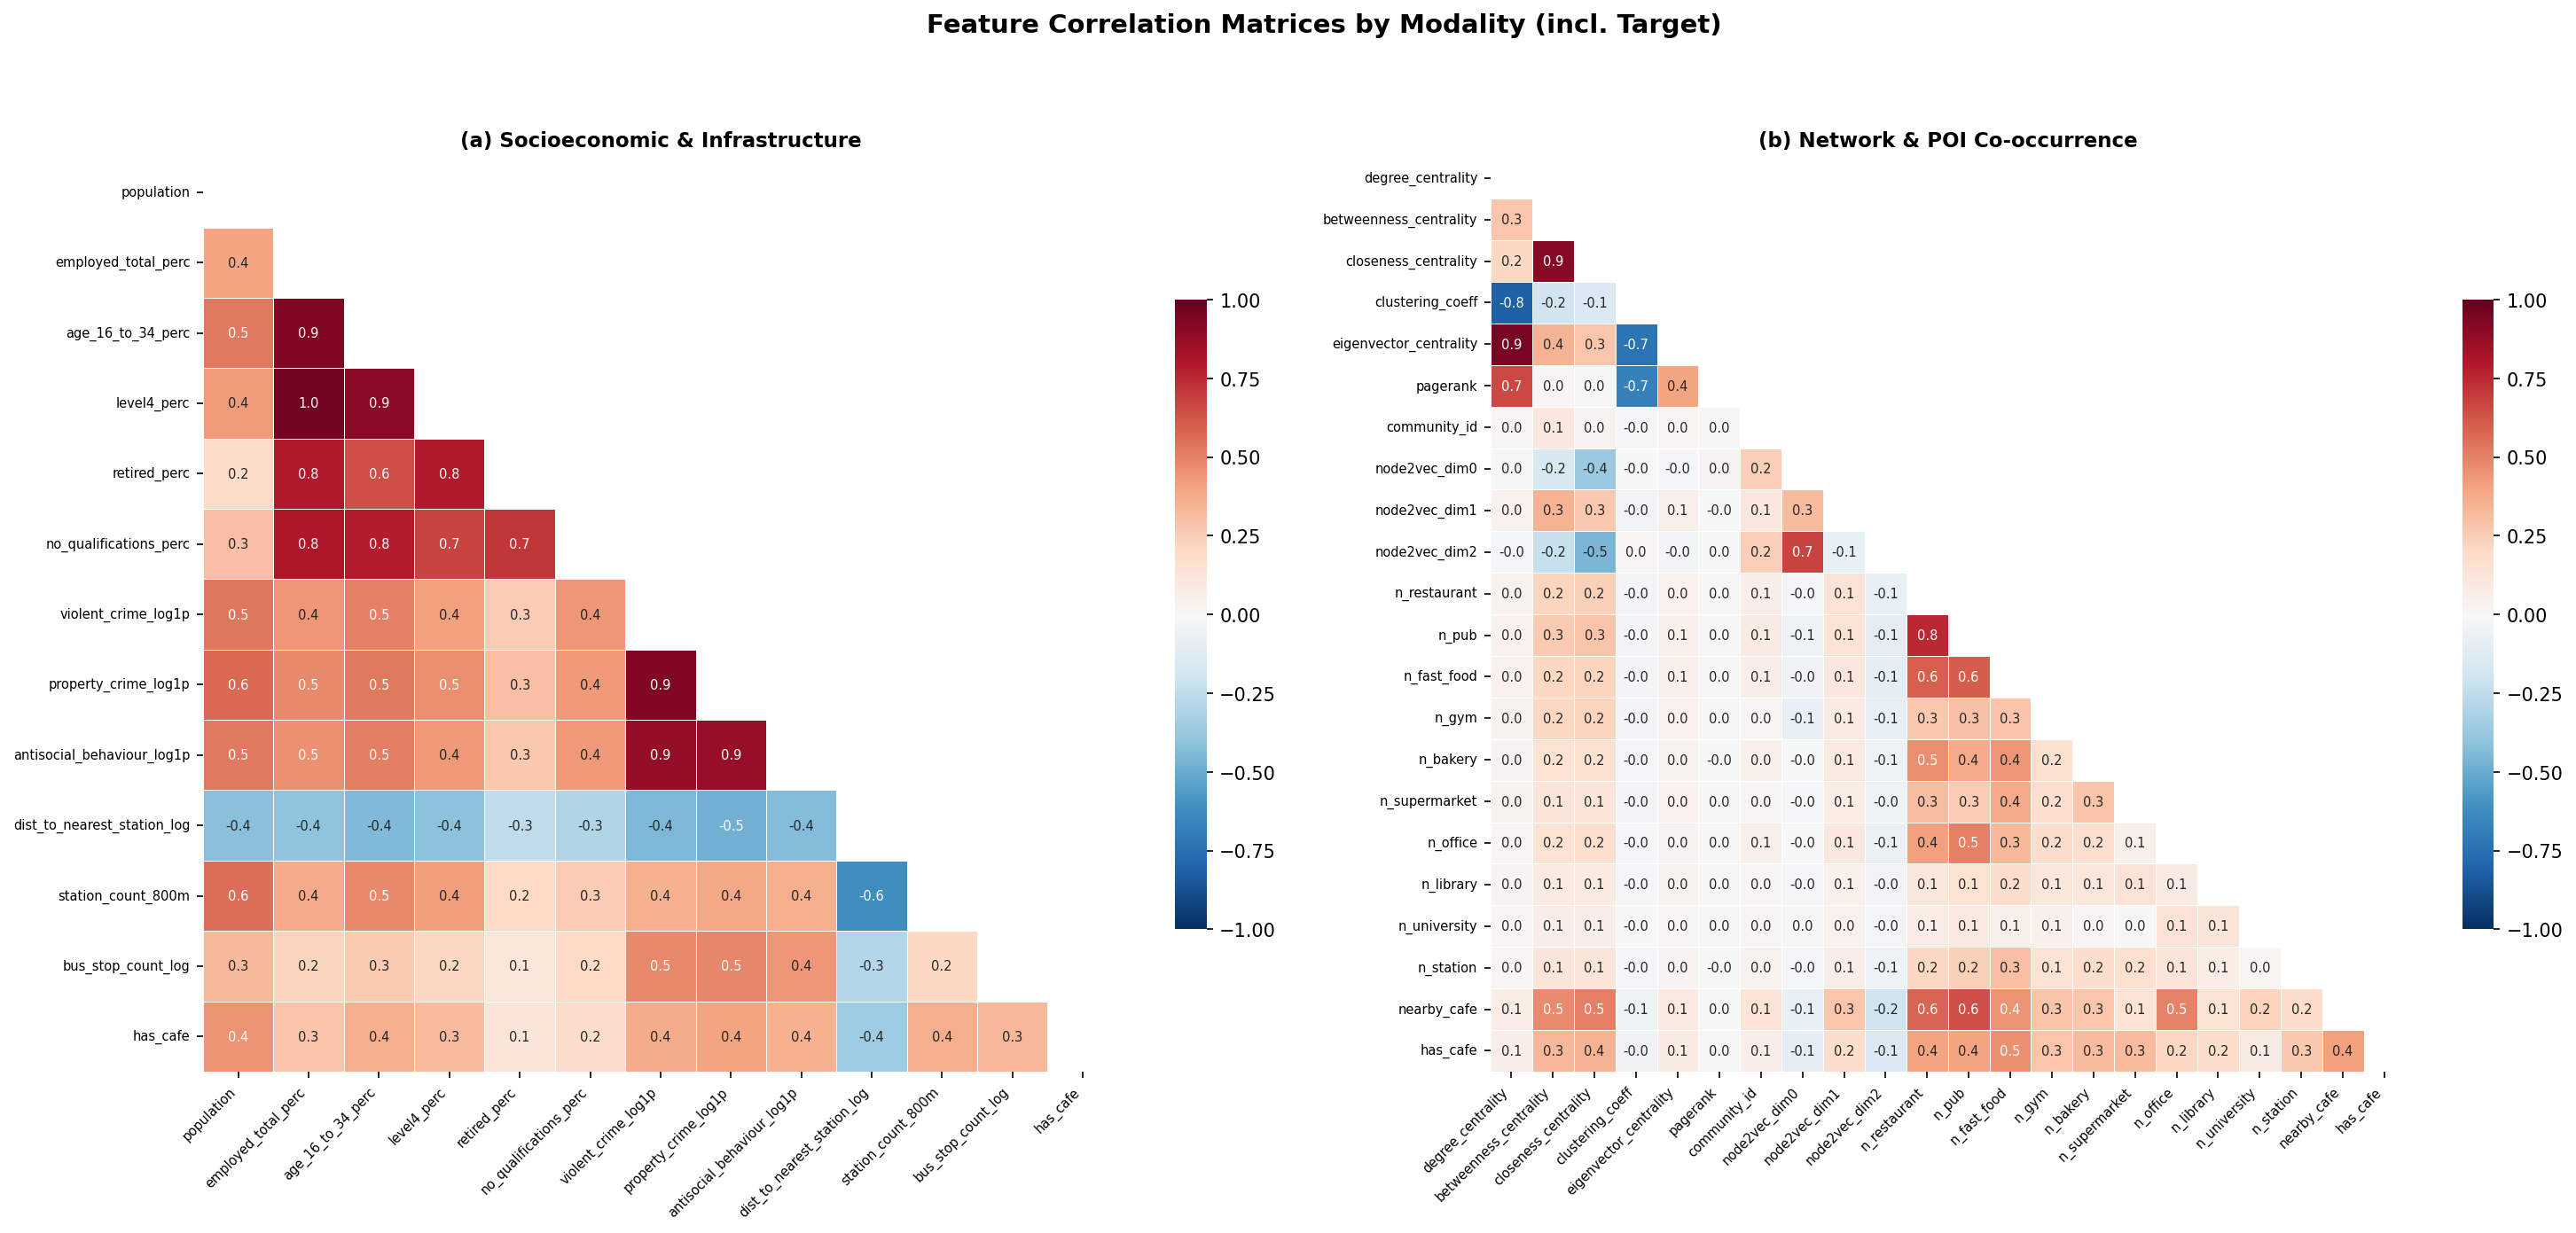 Feature Correlation Matrices by Modality (incl. Target)
(a) Socioeconomic & Infrastructure
population
employed_total_perc 0.4
age_16_to_34_perc 0.5 0.9
level4_perc 0.4 1.0 0.9
retired_perc 0.2 0.8 0.6 0.8
no_qualifications_perc 0.3 0.8 0.8 0.7 0.7
violent_crime_log1p 0.5 0.4 0.5 0.4 0.3 0.4
property_crime_log1p 0.6 0.5 0.5 0.5 0.3 0.4 0.9
antisocial_behaviour_log1p 0.5 0.5 0.5 0.4 0.3 0.4 0.9 0.9
dist_to_nearest_station_log -0.4 -0.4 -0.4 -0.4 -0.3 -0.3 -0.4 -0.5 -0.4
station_count_800m 0.6 0.4 0.5 0.4 0.2 0.3 0.4 0.4 0.4 -0.6
bus_stop_count_log 0.3 0.2 0.3 0.2 0.1 0.2 0.5 0.5 0.4 -0.3 0.2
has_cafe 0.4 0.3 0.4 0.3 0.1 0.2 0.4 0.4 0.4 -0.4 0.4 0.3
population
employed_total_perc
age_16_to_34_perc
level4_perc
retired_perc
no_qualifications_perc
violent_crime_log1p
property_crime_log1p
antisocial_behaviour_log1p
dist_to_nearest_station_log
station_count_800m
bus_stop_count_log
has_cafe
1.00
0.75
0.50
0.25
0.00
−0.25
−0.50
−0.75
−1.00
(b) Network & POI Co-occurrence
degree_centrality
betweenness_centrality 0.3
closeness_centrality 0.2 0.9
clustering_coeff -0.8 -0.2 -0.1
eigenvector_centrality 0.9 0.4 0.3 -0.7
pagerank 0.7 0.0 0.0 -0.7 0.4
community_id 0.0 0.1 0.0 -0.0 0.0 0.0
node2vec_dim0 0.0 -0.2 -0.4 -0.0 -0.0 0.0 0.2
node2vec_dim1 0.0 0.3 0.3 -0.0 0.1 -0.0 0.1 0.3
node2vec_dim2 -0.0 -0.2 -0.5 0.0 -0.0 0.0 0.2 0.7 -0.1
n_restaurant 0.0 0.2 0.2 -0.0 0.0 0.0 0.1 -0.0 0.1 -0.1
n_pub 0.0 0.3 0.3 -0.0 0.1 0.0 0.1 -0.1 0.1 -0.1 0.8
n_fast_food 0.0 0.2 0.2 -0.0 0.1 0.0 0.1 -0.0 0.1 -0.1 0.6 0.6
n_gym 0.0 0.2 0.2 -0.0 0.0 0.0 0.0 -0.1 0.1 -0.1 0.3 0.3 0.3
n_bakery 0.0 0.2 0.2 -0.0 0.0 -0.0 0.0 -0.0 0.1 -0.1 0.5 0.4 0.4 0.2
n_supermarket 0.0 0.1 0.1 -0.0 0.0 0.0 0.0 -0.0 0.1 -0.0 0.3 0.3 0.4 0.2 0.3
n_office 0.0 0.2 0.2 -0.0 0.0 0.0 0.1 -0.0 0.1 -0.1 0.4 0.5 0.3 0.2 0.2 0.1
n_library 0.0 0.1 0.1 -0.0 0.0 0.0 0.0 -0.0 0.1 -0.0 0.1 0.1 0.2 0.1 0.1 0.1 0.1
n_university 0.0 0.1 0.1 -0.0 0.0 0.0 0.0 0.0 0.0 -0.0 0.1 0.1 0.1 0.1 0.0 0.0 0.1 0.1
n_station 0.0 0.1 0.1 -0.0 0.0 -0.0 0.0 -0.0 0.1 -0.1 0.2 0.2 0.3 0.1 0.2 0.2 0.1 0.1 0.0
nearby_cafe 0.1 0.5 0.5 -0.1 0.1 0.0 0.1 -0.1 0.3 -0.2 0.6 0.6 0.4 0.3 0.3 0.1 0.5 0.1 0.2 0.2
has_cafe 0.1 0.3 0.4 -0.0 0.1 0.0 0.1 -0.1 0.2 -0.1 0.4 0.4 0.5 0.3 0.3 0.3 0.2 0.2 0.1 0.3 0.4
degree_centrality
betweenness_centrality
closeness_centrality
clustering_coeff
eigenvector_centrality
pagerank
community_id
node2vec_dim0
node2vec_dim1
node2vec_dim2
n_restaurant
n_pub
n_fast_food
n_gym
n_bakery
n_supermarket
n_office
n_library
n_university
n_station
nearby_cafe
has_cafe
1.00
0.75
0.50
0.25
0.00
−0.25
−0.50
−0.75
−1.00